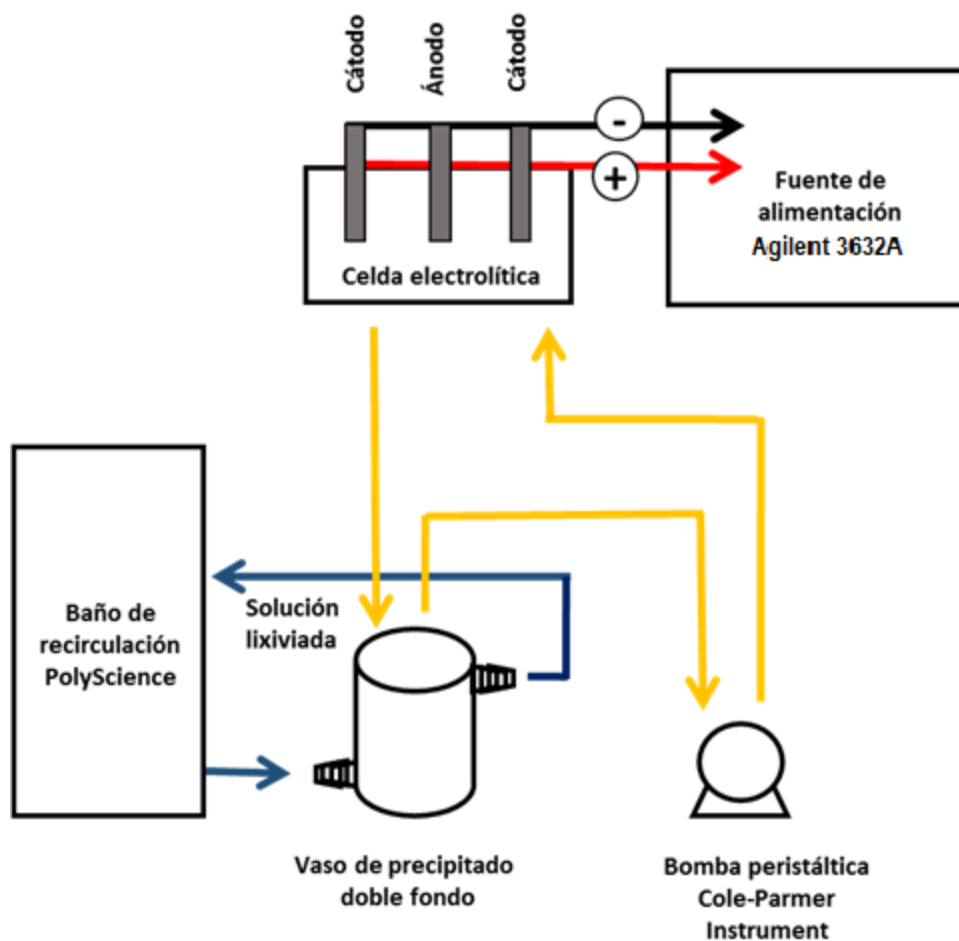 Cátodo
Ánodo
Cátodo
-
+
Fuente de
alimentación
Agilent 3632A
Celda electrolítica
Solución
lixiviada
Baño de
recirculación
PolyScience
Vaso de precipitado
doble fondo
Bomba peristáltica
Cole-Parmer
Instrument